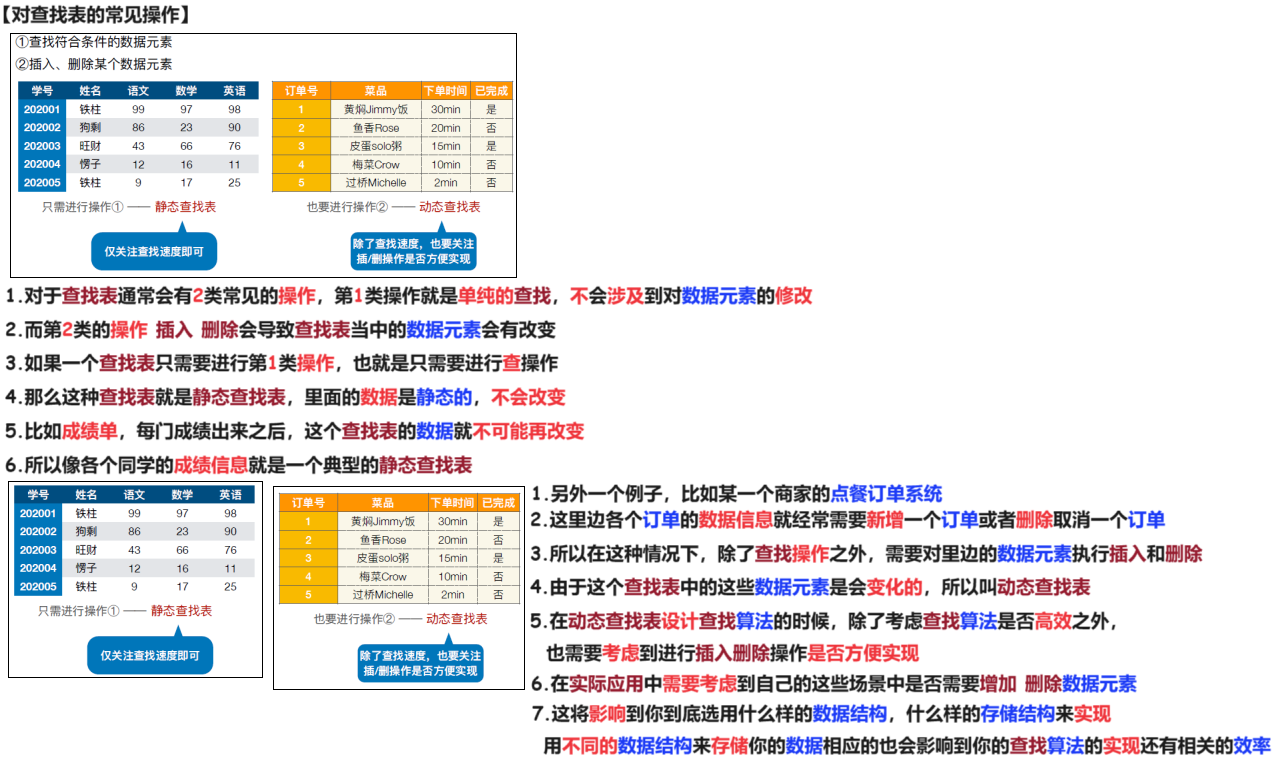 【对查找表的常见操作】
①查找符合条件的数据元素
②插入、删除某个数据元素
学号 姓名 语文 数学 英语
202001 铁柱 99 97 98
202002 狗剩 86 23 90
202003 旺财 43 66 76
202004 愣子 12 16 11
202005 铁柱 9 17 25
只需进行操作① —— 静态查找表
仅关注查找速度即可
订单号 菜品 下单时间 已完成
1 黄焖Jimmy饭 30min 是
2 鱼香Rose 20min 否
3 皮蛋solo粥 15min 是
4 梅菜Crow 10min 否
5 过桥Michelle 2min 否
也要进行操作② —— 动态查找表
除了查找速度，也要关注
插/删操作是否方便实现
1.对于查找表通常会有2类常见的操作，第1类操作就是单纯的查找，不会涉及到对数据元素的修改
2.而第2类的操作 插入 删除会导致查找表当中的数据元素会有改变
3.如果一个查找表只需要进行第1类操作，也就是只需要进行查操作
4.那么这种查找表就是静态查找表，里面的数据是静态的，不会改变
5.比如成绩单，每门成绩出来之后，这个查找表的数据就不可能再改变
6.所以像各个同学的成绩信息就是一个典型的静态查找表
学号 姓名 语文 数学 英语
202001 铁柱 99 97 98
202002 狗剩 86 23 90
202003 旺财 43 66 76
202004 愣子 12 16 11
202005 铁柱 9 17 25
只需进行操作① —— 静态查找表
仅关注查找速度即可
订单号 菜品 下单时间 已完成
1 黄焖Jimmy饭 30min 是
2 鱼香Rose 20min 否
3 皮蛋solo粥 15min 是
4 梅菜Crow 10min 否
5 过桥Michelle 2min 否
也要进行操作② —— 动态查找表
除了查找速度，也要关注
插/删操作是否方便实现
1.另外一个例子，比如某一个商家的点餐订单系统
2.这里边各个订单的数据信息就经常需要新增一个订单或者删除取消一个订单
3.所以在这种情况下，除了查找操作之外，需要对里边的数据元素执行插入和删除
4.由于这个查找表中的这些数据元素是会变化的，所以叫动态查找表
5.在动态查找表设计查找算法的时候，除了考虑查找算法是否高效之外，
也需要考虑到进行插入删除操作是否方便实现
6.在实际应用中需要考虑到自己的这些场景中是否需要增加 删除数据元素
7.这将影响到你到底选用什么样的数据结构，什么样的存储结构来实现
用不同的数据结构来存储你的数据相应的也会影响到你的查找算法的实现还有相关的效率